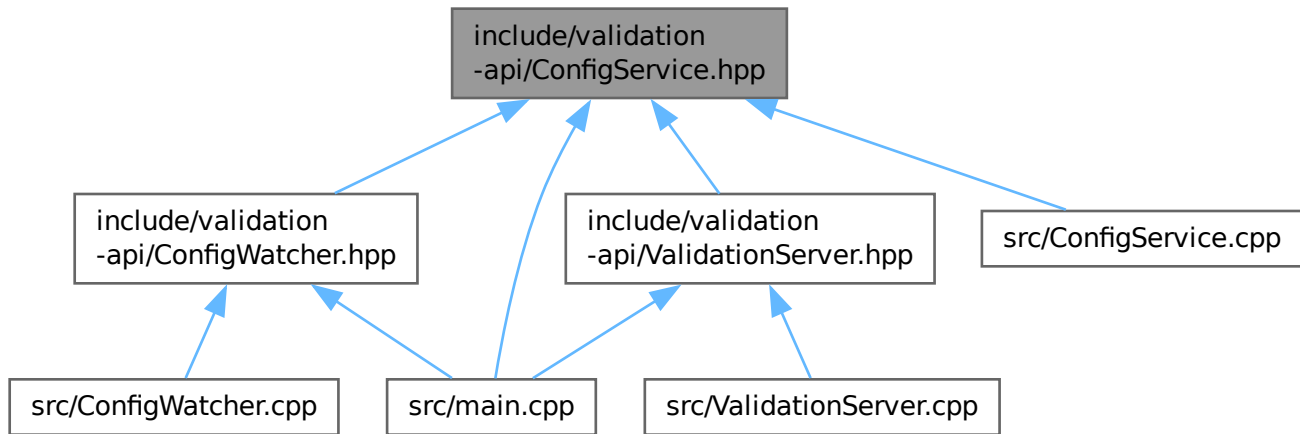 include/validation
-api/ConfigService.hpp
include/validation
-api/ConfigWatcher.hpp
include/validation
-api/ValidationServer.hpp
src/ConfigService.cpp
src/ConfigWatcher.cpp
src/main.cpp
src/ValidationServer.cpp